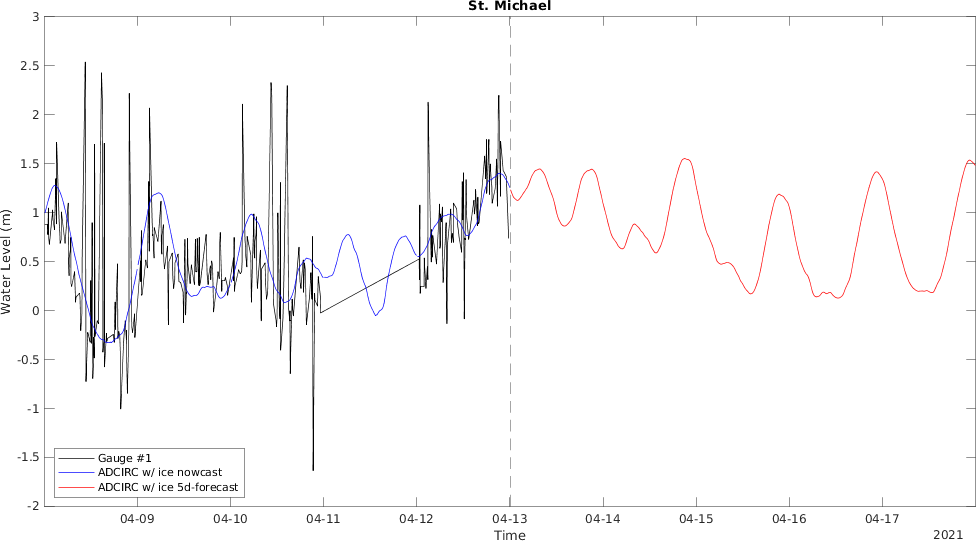 St. Michael
3
2.5
2
1.5
1
0.5
0
-0.5
-1
-1.5
-2
Water Level (m)
Gauge #1
ADCIRC w/ ice nowcast
ADCIRC w/ ice 5d-forecast
04-09 04-10 04-11 04-12 04-13 04-14 04-15 04-16 04-17
Time
2021